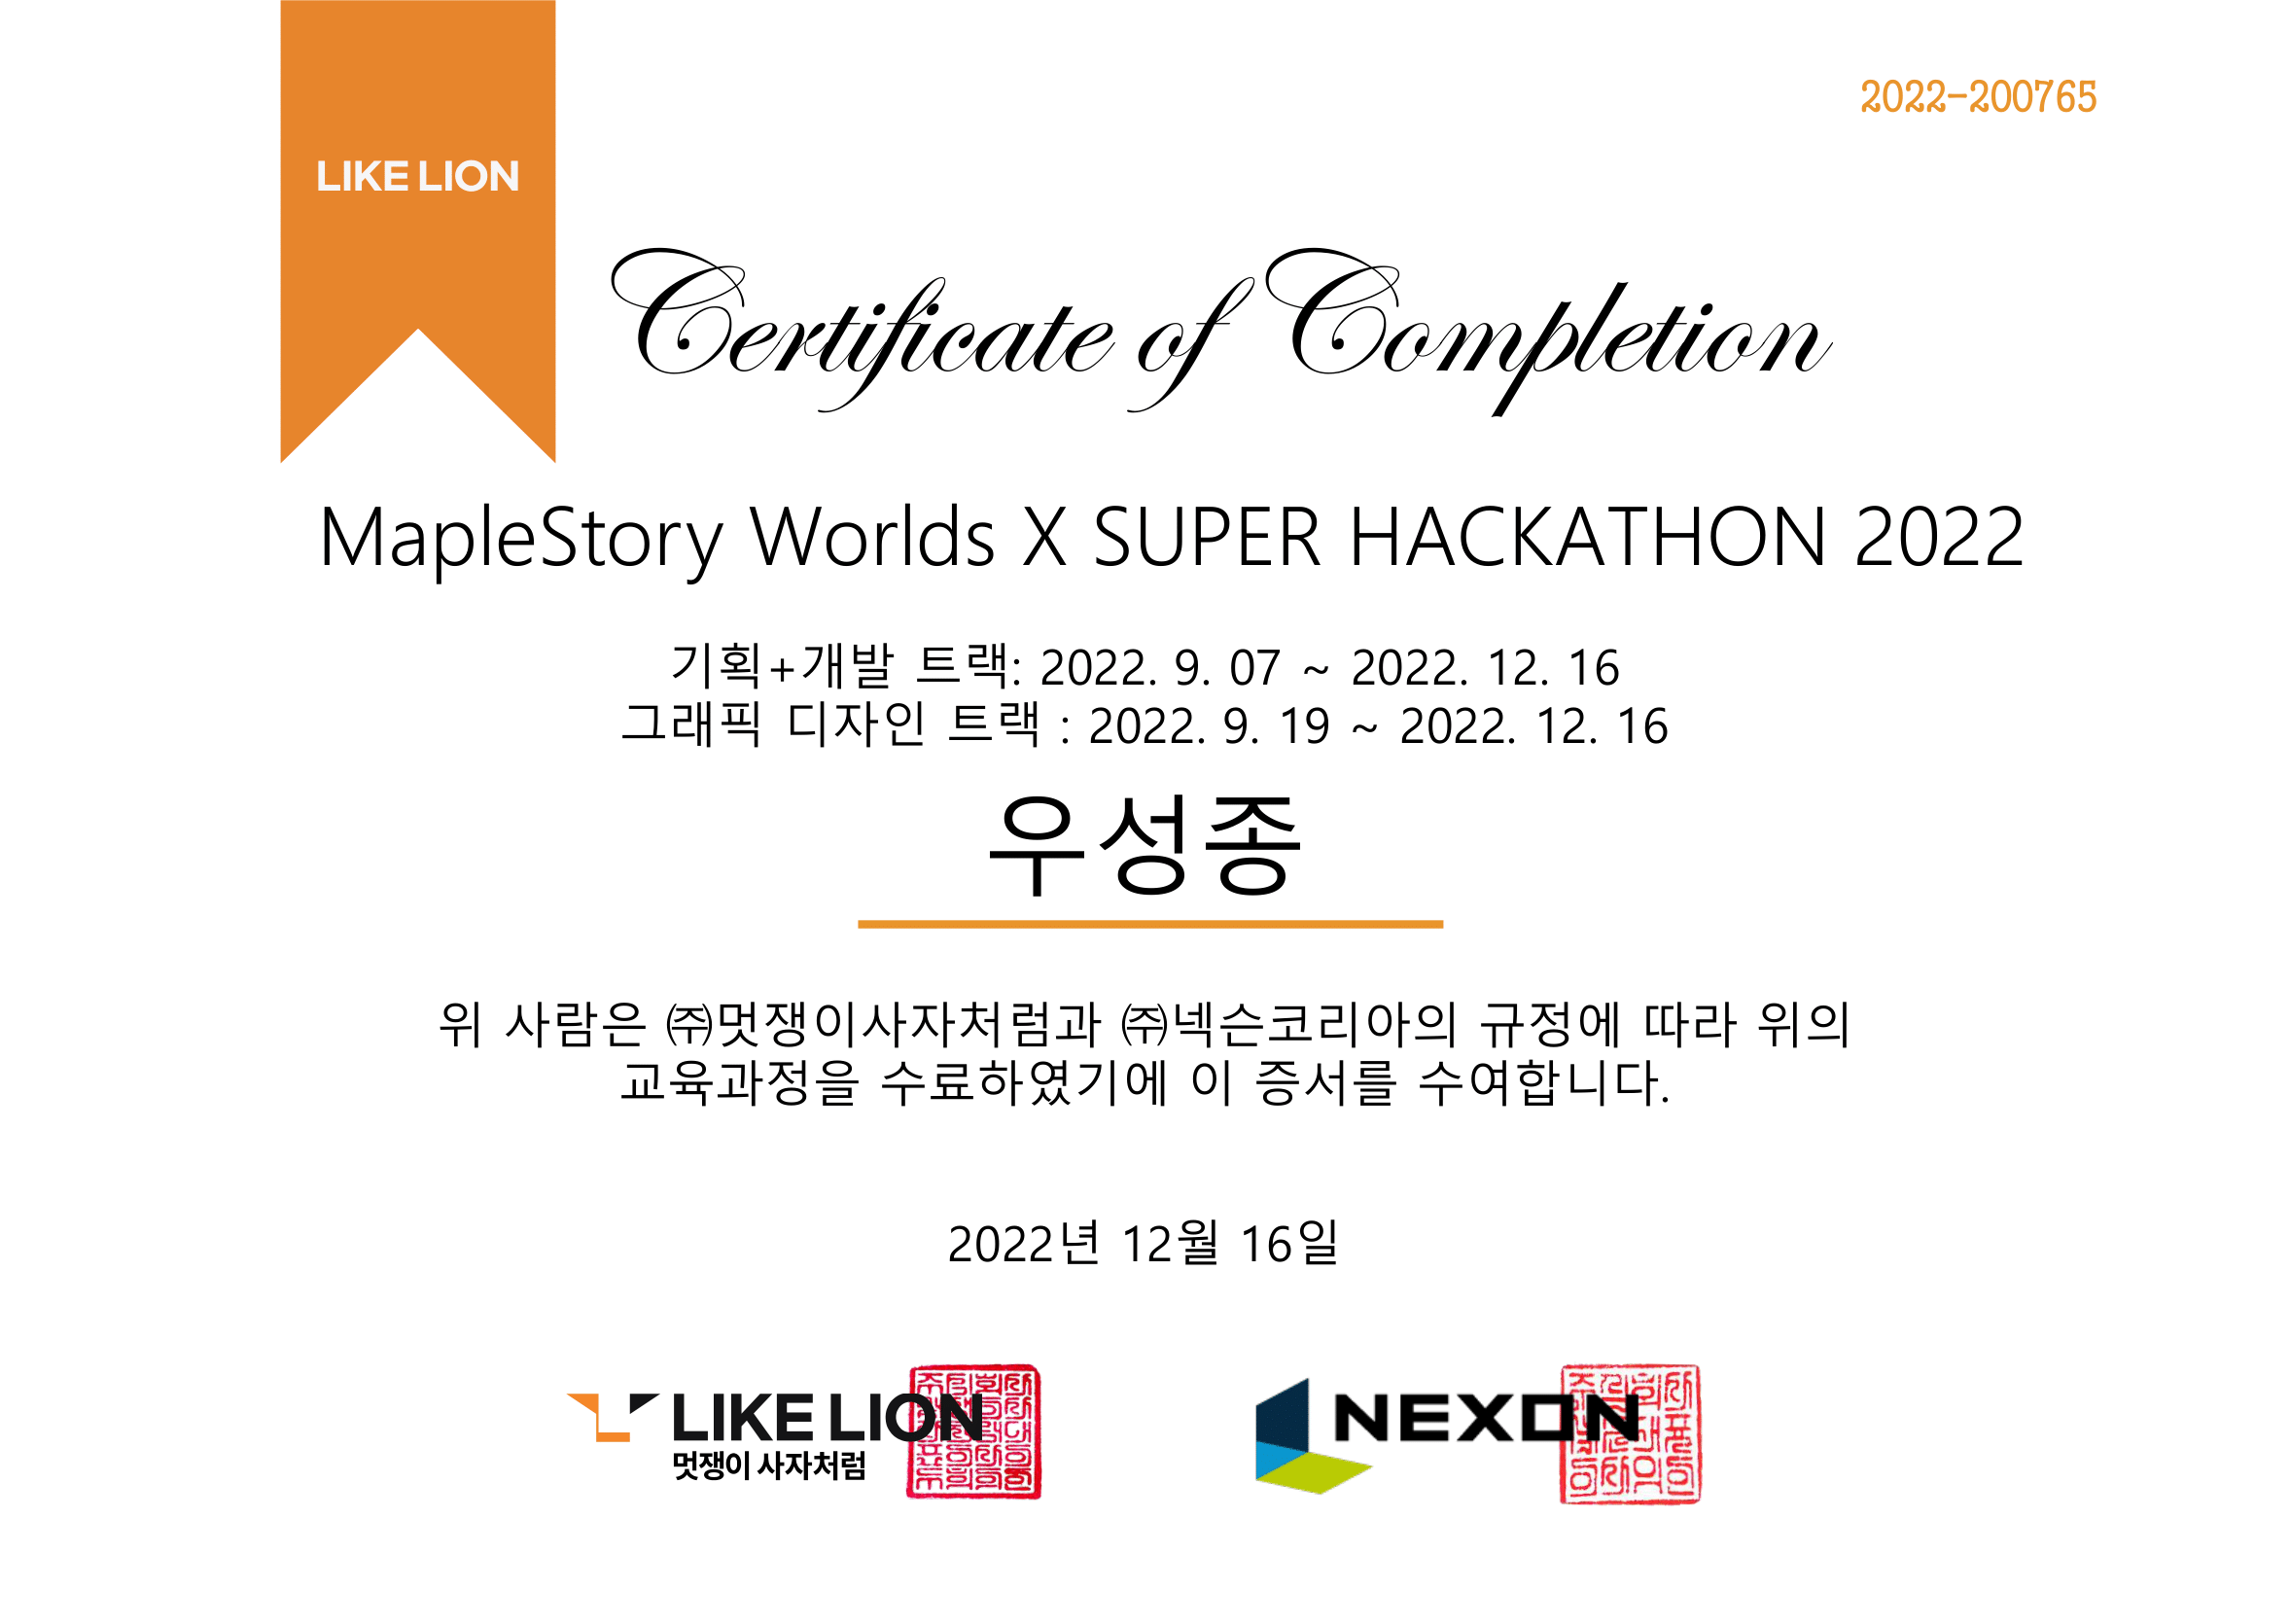 2022-200765
LIKE LION
Certificate of Completion
MapleStory Worlds X SUPER HACKATHON 2022
기획+개발 트랙: 2022. 9. 07 ~ 2022. 12. 16
그래픽 디자인 트랙 : 2022. 9. 19 ~ 2022. 12. 16
우성종
위 사람은 ㈜멋쟁이사자처럼과 ㈜넥슨코리아의 규정에 따라 위의
교육과정을 수료하였기에 이 증서를 수여합니다.
2022년 12월 16일
LIKE LION
멋쟁이 사자처럼
NEXON